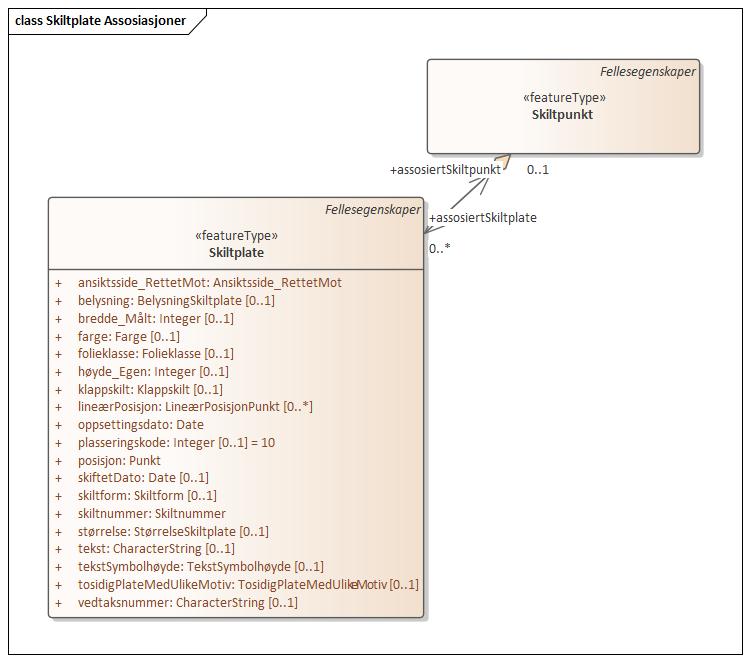 class Skiltplate Assosiasjoner
Fellesegenskaper
«featureType»
Skiltpunkt
+assosiertSkiltpunkt 0..1
+assosiertSkiltplate
0..*
Fellesegenskaper
«featureType»
Skiltplate
+ ansiktsside_RettetMot: Ansiktsside_RettetMot
+ belysning: BelysningSkiltplate [0..1]
+ bredde_Målt: Integer [0..1]
+ farge: Farge [0..1]
+ folieklasse: Folieklasse [0..1]
+ høyde_Egen: Integer [0..1]
+ klappskilt: Klappskilt [0..1]
+ lineærPosisjon: LineærPosisjonPunkt [0..*]
+ oppsettingsdato: Date
+ plasseringskode: Integer [0..1] = 10
+ posisjon: Punkt
+ skiftetDato: Date [0..1]
+ skiltform: Skiltform [0..1]
+ skiltnummer: Skiltnummer
+ størrelse: StørrelseSkiltplate [0..1]
+ tekst: CharacterString [0..1]
+ tekstSymbolhøyde: TekstSymbolhøyde [0..1]
+ tosidigPlateMedUlikeMotiv: TosidigPlateMedUlikeMotiv [0..1]
+ vedtaksnummer: CharacterString [0..1]